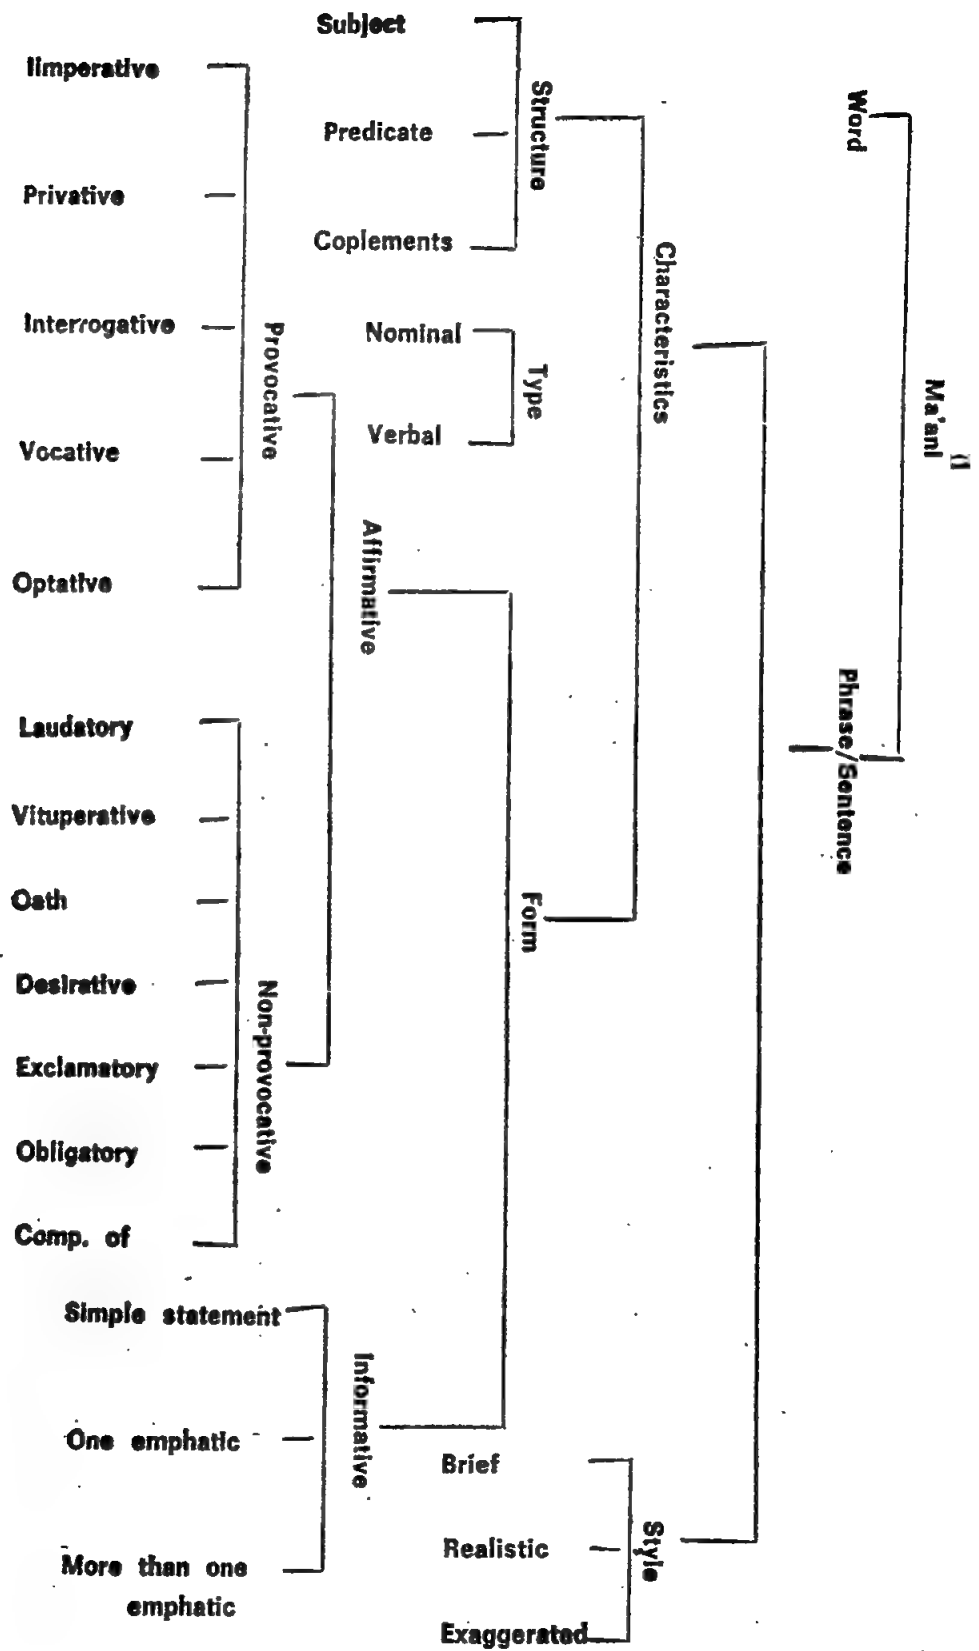 (1
Ma'ani
Word
Phrase/Sentence
Characteristics
Style
Structure
Type
Form
Subject
Predicate
Coplements
Nominal
Verbal
Affirmative
Informative
Brief
Realistic
Exaggerated
Provocative
Non-provocative
Iimperative
Privative
Interrogative
Vocative
Optative
Laudatory
Vituperative
Oath
Desirative
Exclamatory
Obligatory
Comp. of
Simple statement
One emphatic
More than one
emphatic